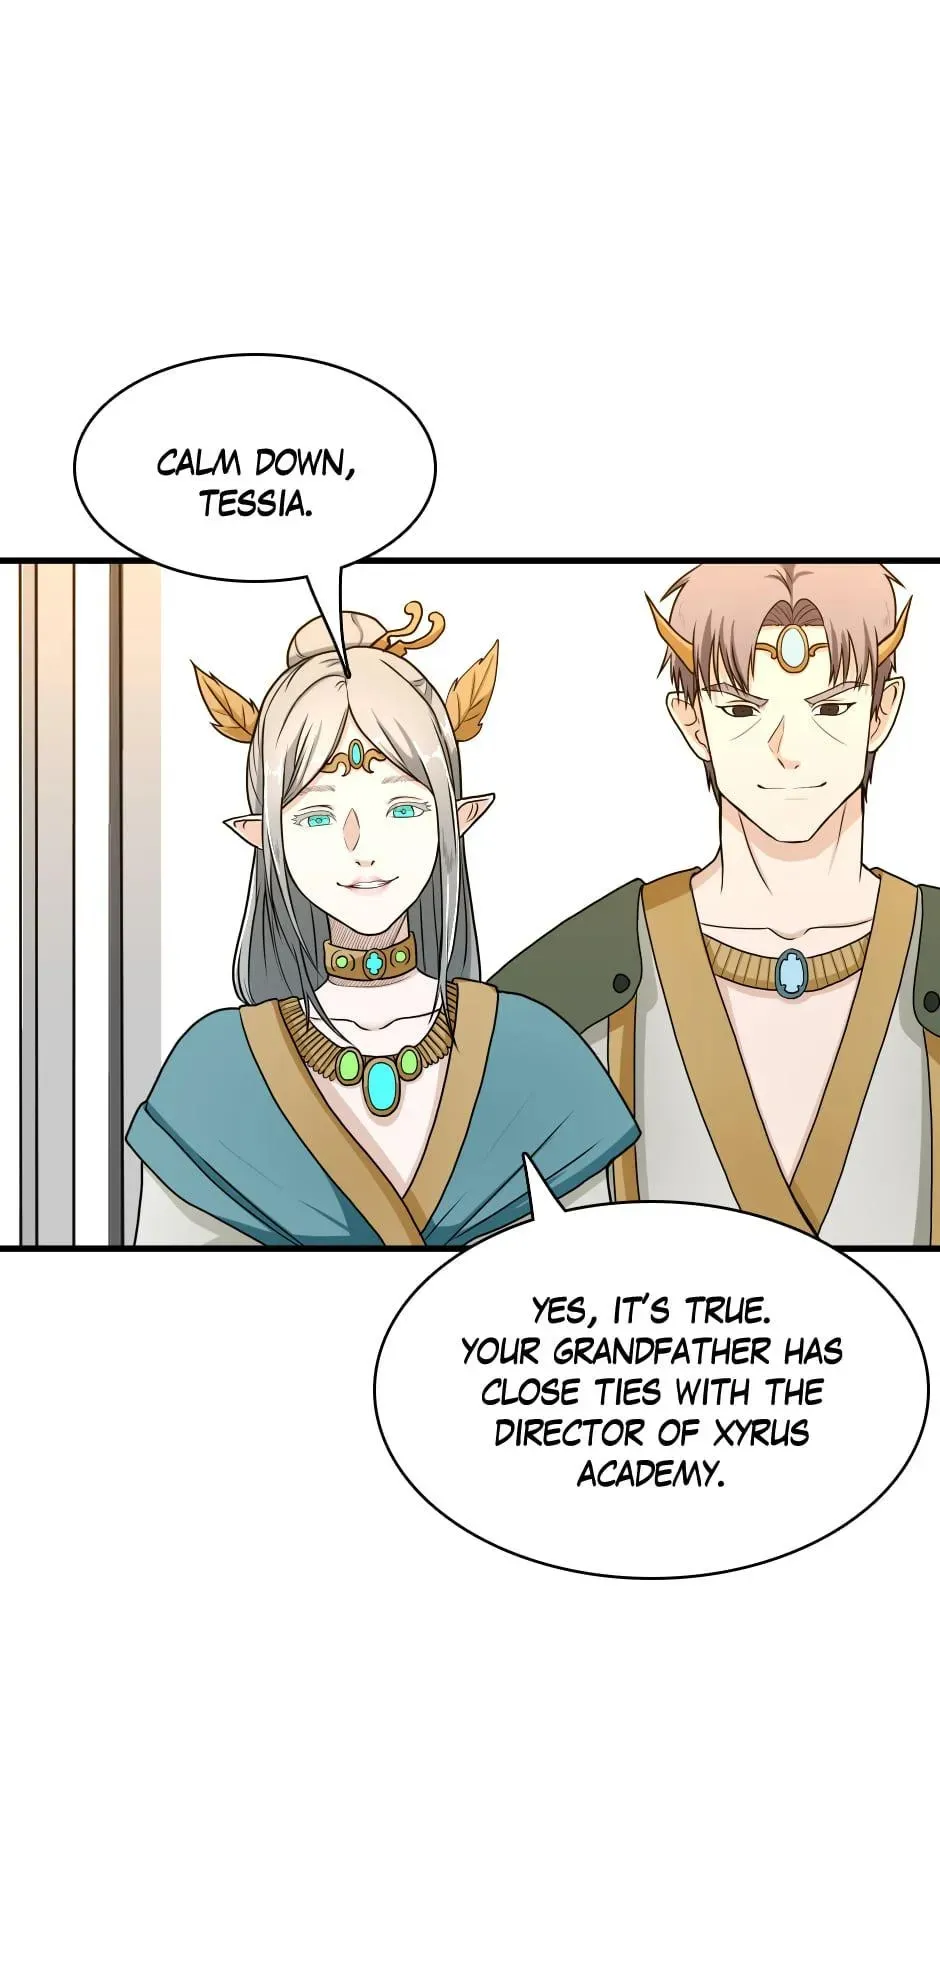 CALM DOWN,
TESSIA.
YES, IT'S TRUE.
YOUR GRANDFATHER HAS
CLOSE TIES WITH THE
DIRECTOR OF XYRUS
ACADEMY.